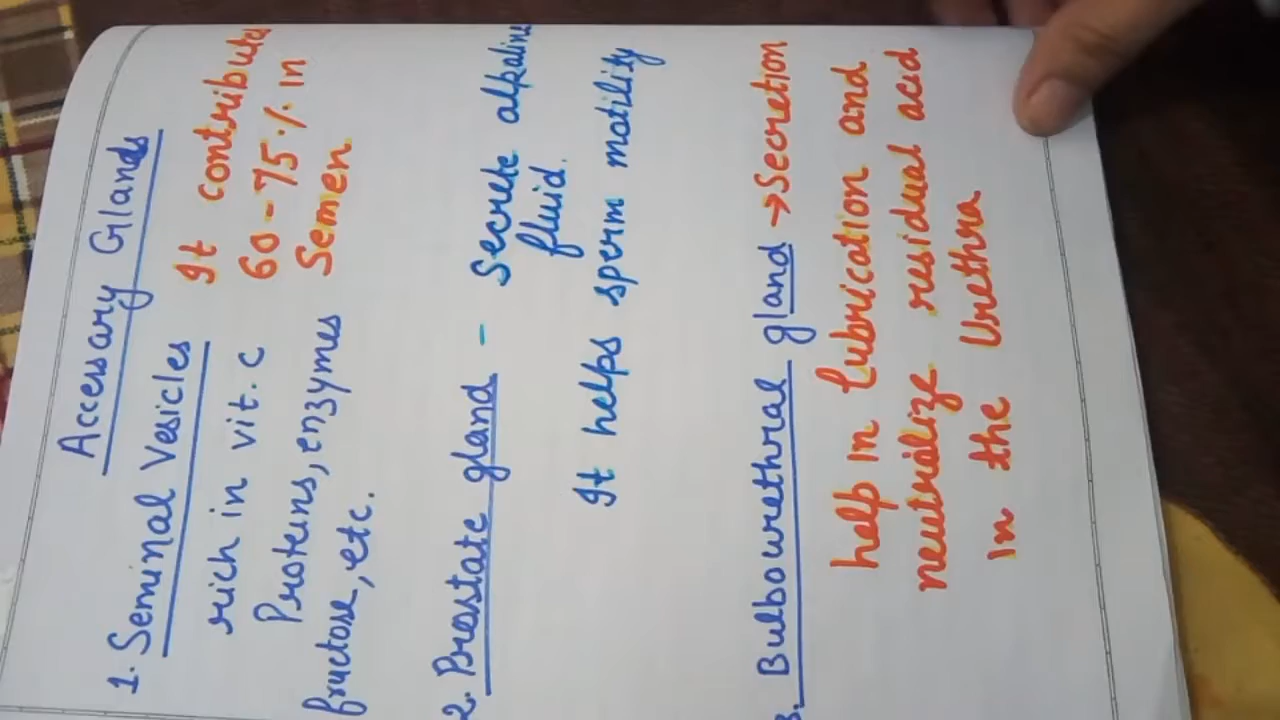 Accessary Glands
1. Seminal Vesicles
rich in vit. C
Proteins, enzymes
fructose, etc.
It contributes
60-75% in
Semen
2. Prostate gland - Secrete alkaline
fluid.
It helps sperm motility
3. Bulbourethral gland → Secretion
help in lubrication and
neutralize residual acid
in the Urethra